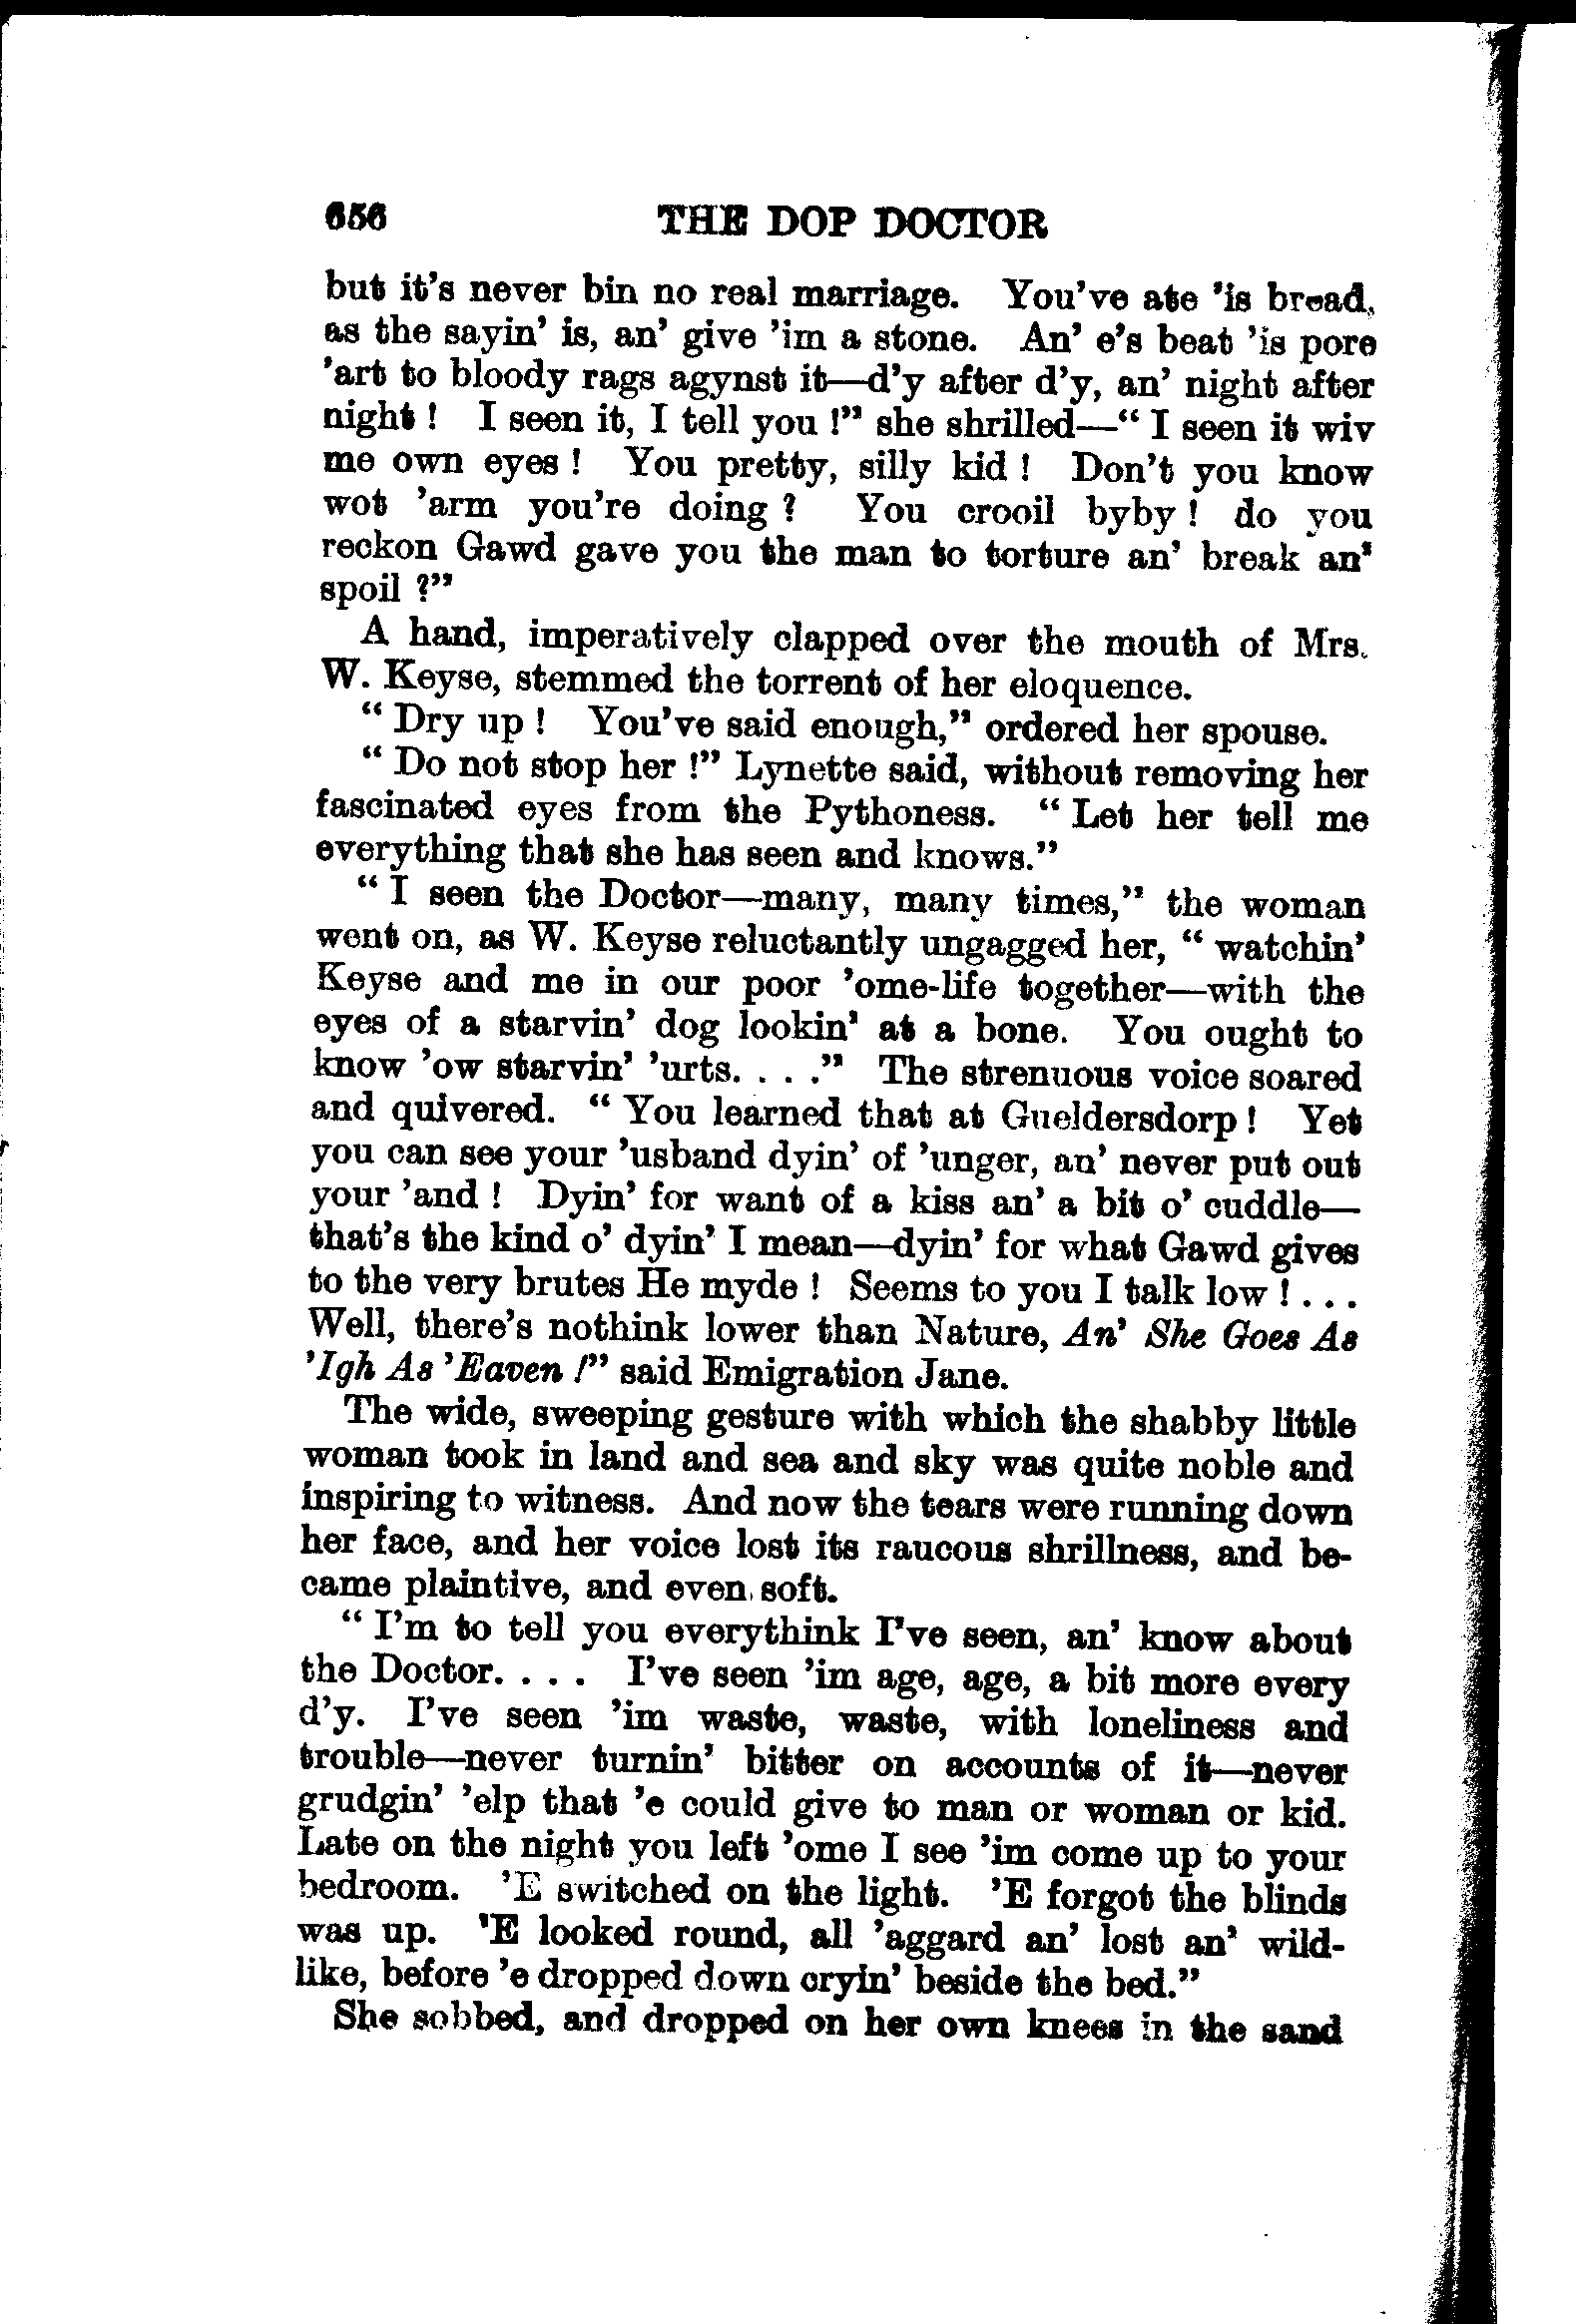 656 THE DOP DOCTOR
but it's never bin no real marriage. You've ate 'is bread,
as the sayin' is, an' give 'im a stone. An' e's beat 'is pore
'art to bloody rags agynst it—d'y after d'y, an' night after
night ! I seen it, I tell you !" she shrilled—" I seen it wiv
me own eyes ! You pretty, silly kid ! Don't you know
wot 'arm you're doing ? You crooil byby ! do you
reckon Gawd gave you the man to torture an' break an'
spoil ?"
A hand, imperatively clapped over the mouth of Mrs.
W. Keyse, stemmed the torrent of her eloquence.
" Dry up ! You've said enough," ordered her spouse.
" Do not stop her !" Lynette said, without removing her
fascinated eyes from the Pythoness. " Let her tell me
everything that she has seen and knows."
" I seen the Doctor—many, many times," the woman
went on, as W. Keyse reluctantly ungagged her, " watchin'
Keyse and me in our poor 'ome-life together—with the
eyes of a starvin' dog lookin' at a bone. You ought to
know 'ow starvin' 'urts. . . ." The strenuous voice soared
and quivered. " You learned that at Gueldersdorp ! Yet
you can see your 'usband dyin' of 'unger, an' never put out
your 'and ! Dyin' for want of a kiss an' a bit o' cuddle—
that's the kind o' dyin' I mean—dyin' for what Gawd gives
to the very brutes He myde ! Seems to you I talk low ! . . .
Well, there's nothink lower than Nature, An' She Goes As
'Igh As 'Eaven !" said Emigration Jane.
The wide, sweeping gesture with which the shabby little
woman took in land and sea and sky was quite noble and
inspiring to witness. And now the tears were running down
her face, and her voice lost its raucous shrillness, and be-
came plaintive, and even soft.
" I'm to tell you everythink I've seen, an' know about
the Doctor. . . . I've seen 'im age, age, a bit more every
d'y. I've seen 'im waste, waste, with loneliness and
trouble—never turnin' bitter on accounts of it—never
grudgin' 'elp that 'e could give to man or woman or kid.
Late on the night you left 'ome I see 'im come up to your
bedroom. 'E switched on the light. 'E forgot the blinds
was up. 'E looked round, all 'aggard an' lost an' wild-
like, before 'e dropped down cryin' beside the bed."
She sobbed, and dropped on her own knees in the sand